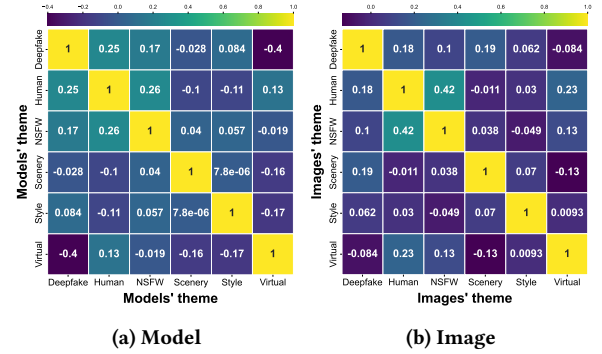 −0.4 −0.2 0.0 0.2 0.4 0.6 0.8 1.0
Models' theme
Deepfake 1 0.25 0.17 -0.028 0.084 -0.4
Human 0.25 1 0.26 -0.1 -0.11 0.13
NSFW 0.17 0.26 1 0.04 0.057 -0.019
Scenery -0.028 -0.1 0.04 1 7.8e-06 -0.16
Style 0.084 -0.11 0.057 7.8e-06 1 -0.17
Virtual -0.4 0.13 -0.019 -0.16 -0.17 1
Deepfake Human NSFW Scenery Style Virtual
Models' theme
(a) Model
0.0 0.2 0.4 0.6 0.8 1.0
Images' theme
Deepfake 1 0.18 0.1 0.19 0.062 -0.084
Human 0.18 1 0.42 -0.011 0.03 0.23
NSFW 0.1 0.42 1 0.038 -0.049 0.13
Scenery 0.19 -0.011 0.038 1 0.07 -0.13
Style 0.062 0.03 -0.049 0.07 1 0.0093
Virtual -0.084 0.23 0.13 -0.13 0.0093 1
Deepfake Human NSFW Scenery Style Virtual
Images' theme
(b) Image